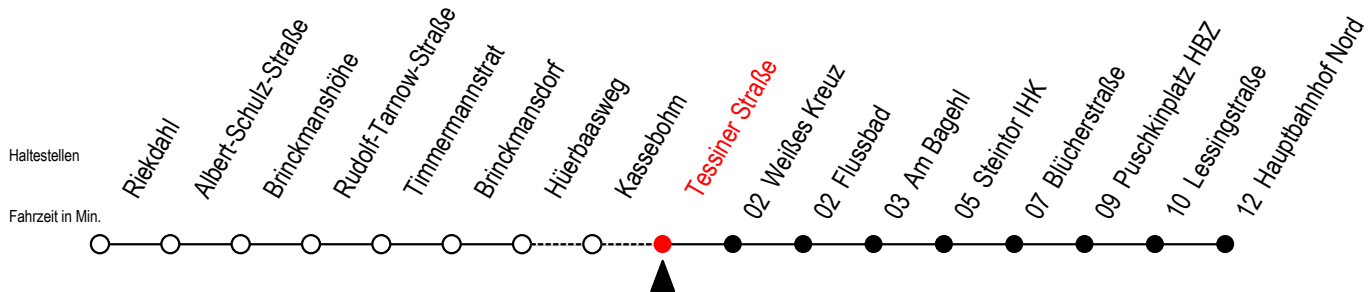 Haltestellen
Fahrzeit in Min.
Riekdahl
Albert-Schulz-Straße
Brinckmanshöhe
Rudolf-Tarnow-Straße
Timmermannstrat
Brinckmansdorf
Hüerbaasweg
Kassebohm
Tessiner Straße
02 Weißes Kreuz
02 Flussbad
03 Am Bagehl
05 Steintor IHK
07 Blücherstraße
09 Puschkinplatz HBZ
10 Lessingstraße
12 Hauptbahnhof Nord